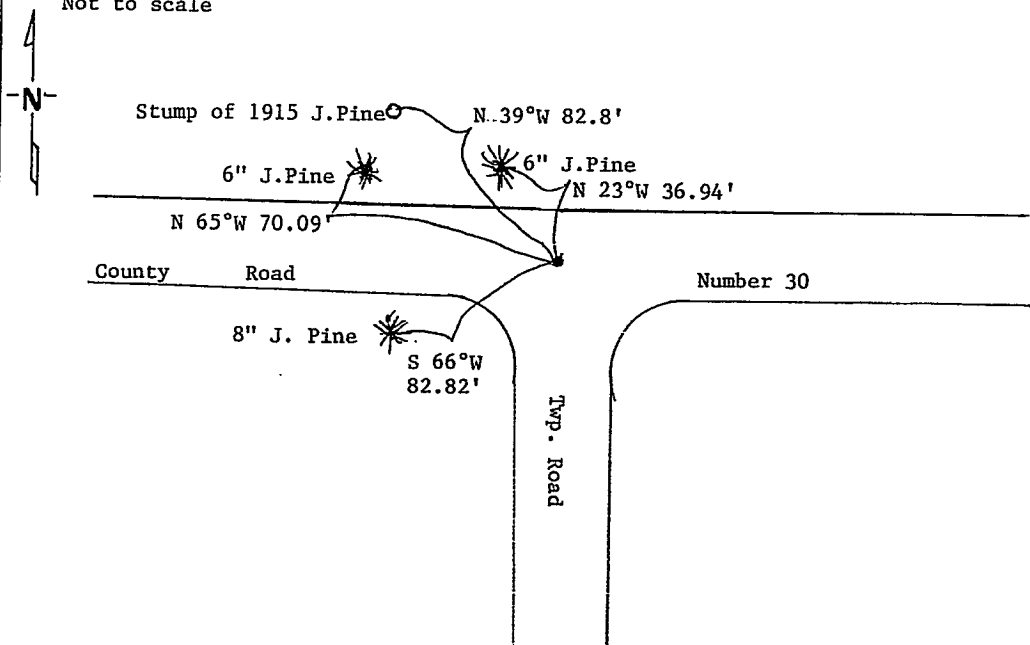 Not to scale
N
Stump of 1915 J.Pine
N..39°W 82.8'
6" J.Pine
6" J.Pine
N 23°W 36.94'
N 65°W 70.09'
County Road
Number 30
8" J. Pine
S 66°W
82.82'
Twp. Road